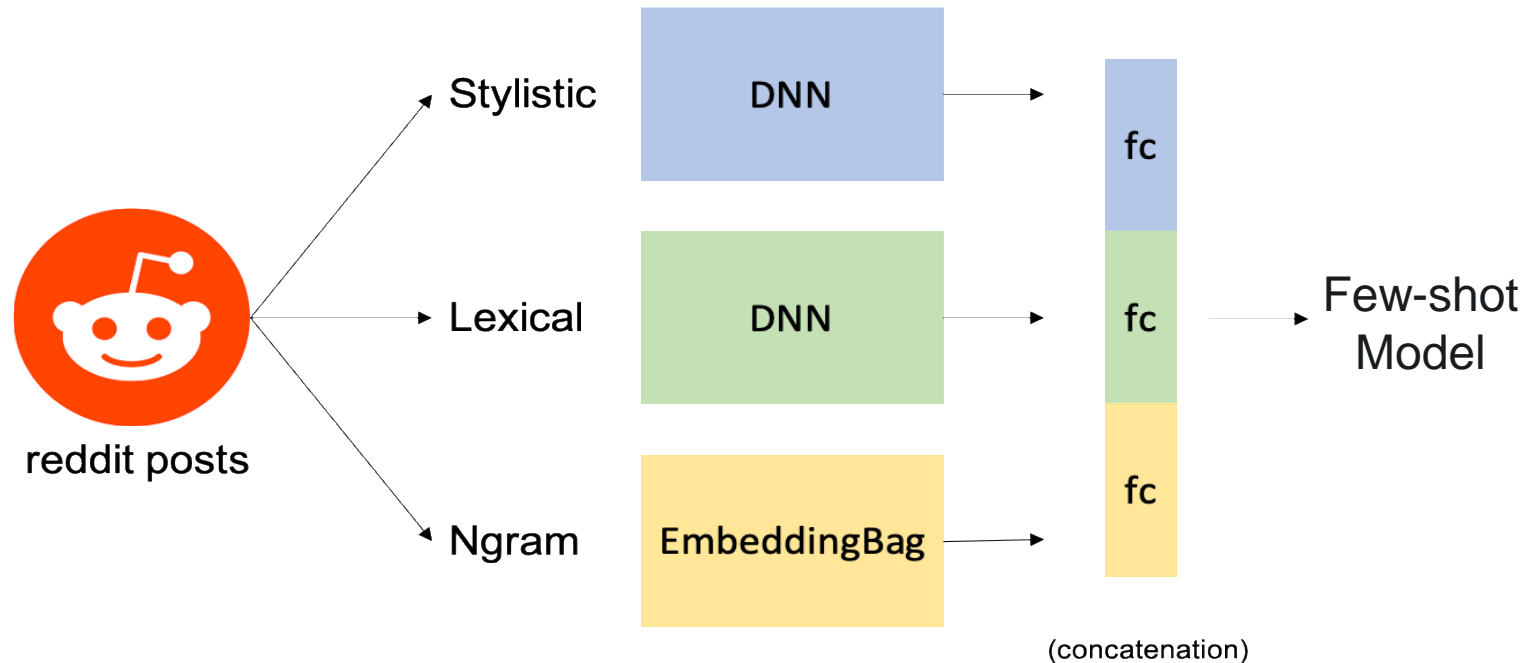 Stylistic
DNN
fc
Lexical
DNN
fc
Few-shot
Model
reddit posts
Ngram
EmbeddingBag
fc
(concatenation)